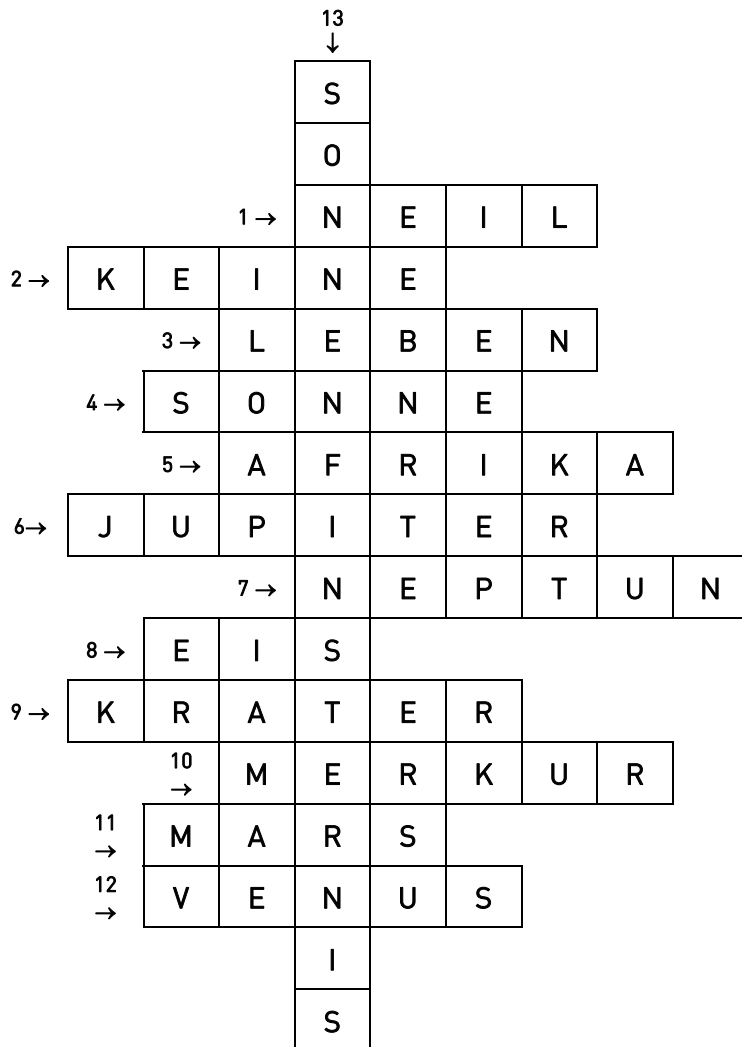 13
↓
S
O
1 → N E I L
2 → K E I N E
3 → L E B E N
4 → S O N N E
5 → A F R I K A
6→ J U P I T E R
7 → N E P T U N
8 → E I S
9 → K R A T E R
10 → M E R K U R
11 → M A R S
12 → V E N U S
I
S